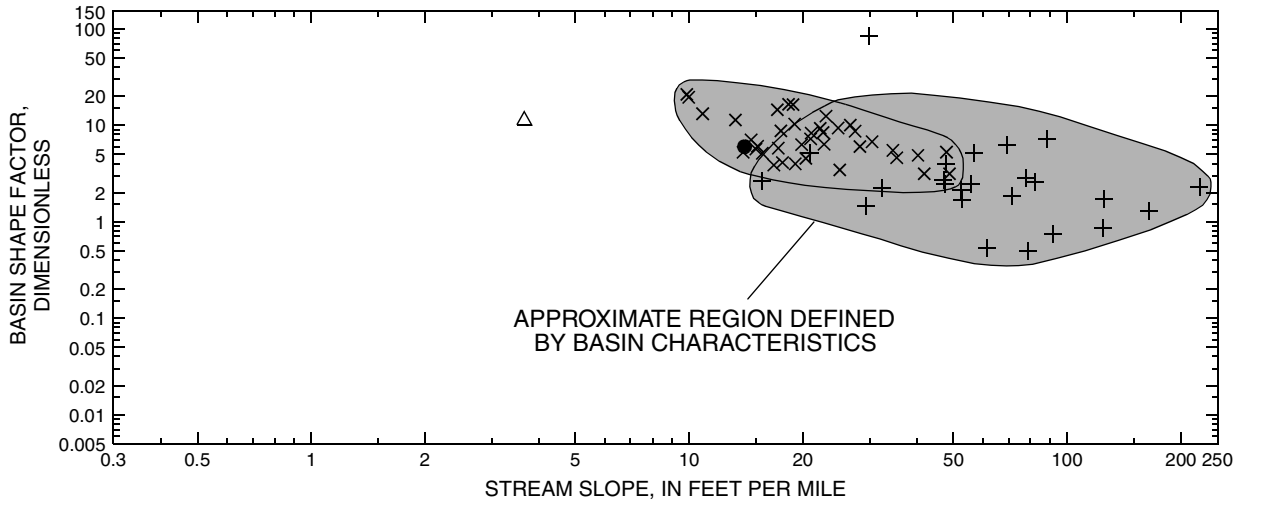 BASIN SHAPE FACTOR,
DIMENSIONLESS
150
100
50
20
10
5
2
1
0.5
0.2
0.1
0.05
0.02
0.01
0.005
APPROXIMATE REGION DEFINED
BY BASIN CHARACTERISTICS
0.3 0.5 1 2 5 10 20 50 100 200 250
STREAM SLOPE, IN FEET PER MILE